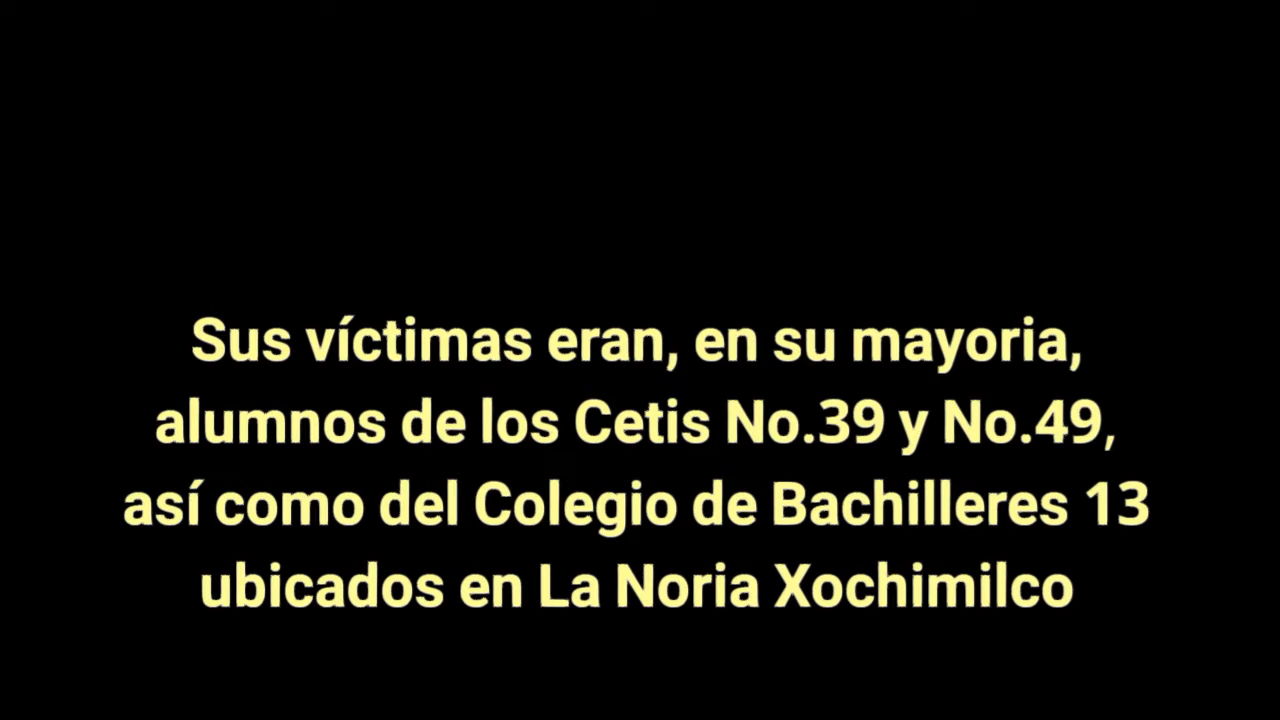 Sus víctimas eran, en su mayoria,
alumnos de los Cetis No.39 y No.49,
así como del Colegio de Bachilleres 13
ubicados en La Noria Xochimilco